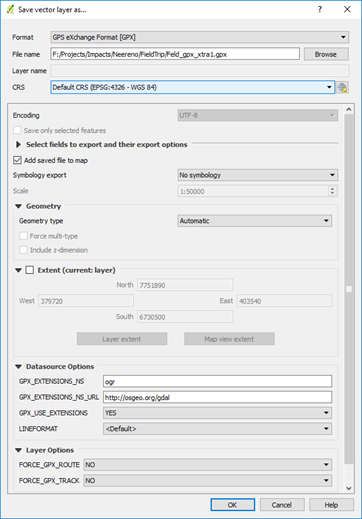 Save vector layer as...
Format GPS eXchange Format [GPX]
File name F:/Projects/Impacts/Neereno/FieldTrip/Feld_gpx_xtra1.gpx Browse
Layer name
CRS Default CRS (EPSG:4326 - WGS 84)
Encoding UTF-8
Save only selected features
Select fields to export and their export options
Add saved file to map
Symbology export No symbology
Scale 1:50000
Geometry
Geometry type Automatic
Force multi-type
Include z-dimension
Extent (current: layer)
North 7751890
West 379720 East 403540
South 6730500
Layer extent Map view extent
Datasource Options
GPX_EXTENSIONS_NS ogr
GPX_EXTENSIONS_NS_URL http://osgeo.org/gdal
GPX_USE_EXTENSIONS YES
LINEFORMAT <Default>
Layer Options
FORCE_GPX_ROUTE NO
FORCE_GPX_TRACK NO
OK Cancel Help